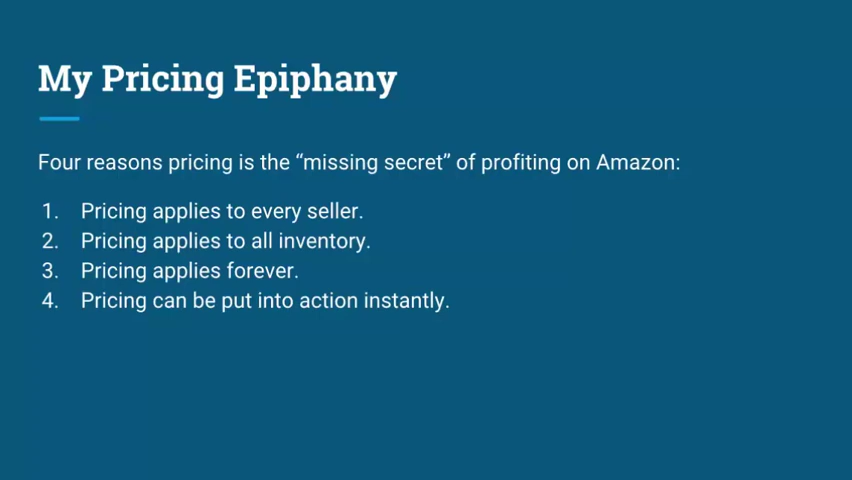 My Pricing Epiphany
Four reasons pricing is the “missing secret” of profiting on Amazon:
1. Pricing applies to every seller.
2. Pricing applies to all inventory.
3. Pricing applies forever.
4. Pricing can be put into action instantly.